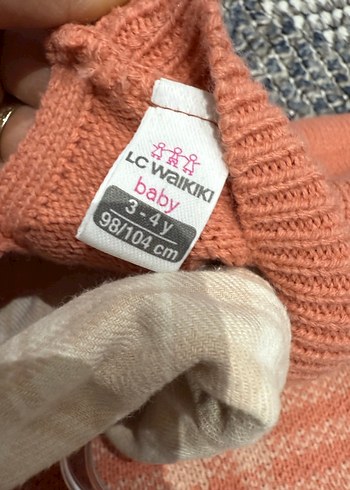 LC WAIKIKI
baby
3 - 4 y
98/104 cm